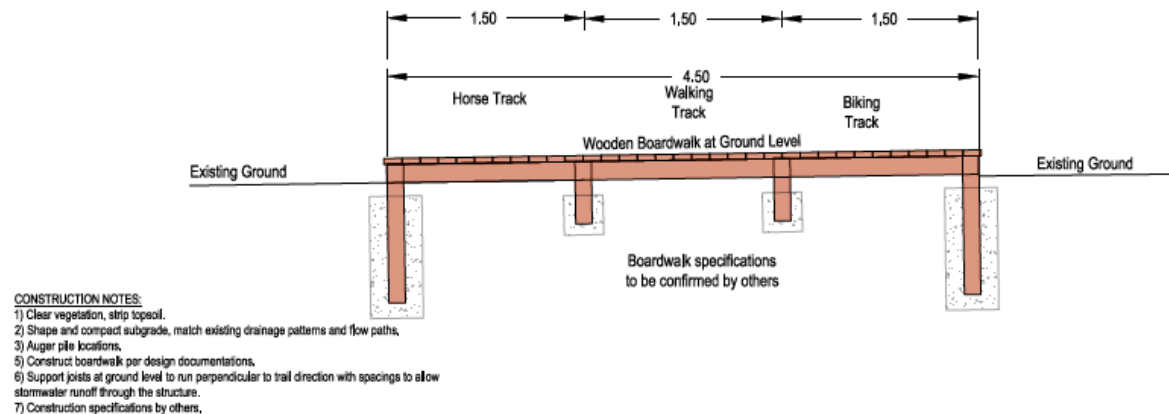 1.50 1,50 1,50
4.50
Horse Track
Walking
Track
Biking
Track
Wooden Boardwalk at Ground Level
Existing Ground
Existing Ground
Boardwalk specifications
to be confirmed by others
CONSTRUCTION NOTES:
1) Clear vegetation, strip topsoil.
2) Shape and compact subgrade, match existing drainage patterns and flow paths,
3) Auger pile locations,
5) Construct boardwalk per design documentations,
6) Support joists at ground level to run perpendicular to trail direction with spacings to allow
stormwater runoff through the structure.
7) Construction specifications by others,